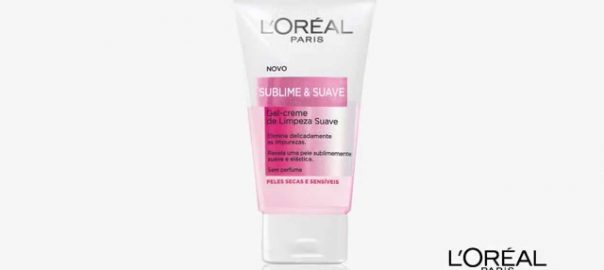 L'ORÉAL
PARIS
NOVO
SUBLIME & SUAVE
Gel-creme
de Limpeza Suave
Elimina delicadamente
as impurezas.
Revela uma pele sublimemente
suave e elástica.
Sem perfume
PELES SECAS E SENSÍVEIS
L'ORÉAL
PARIS